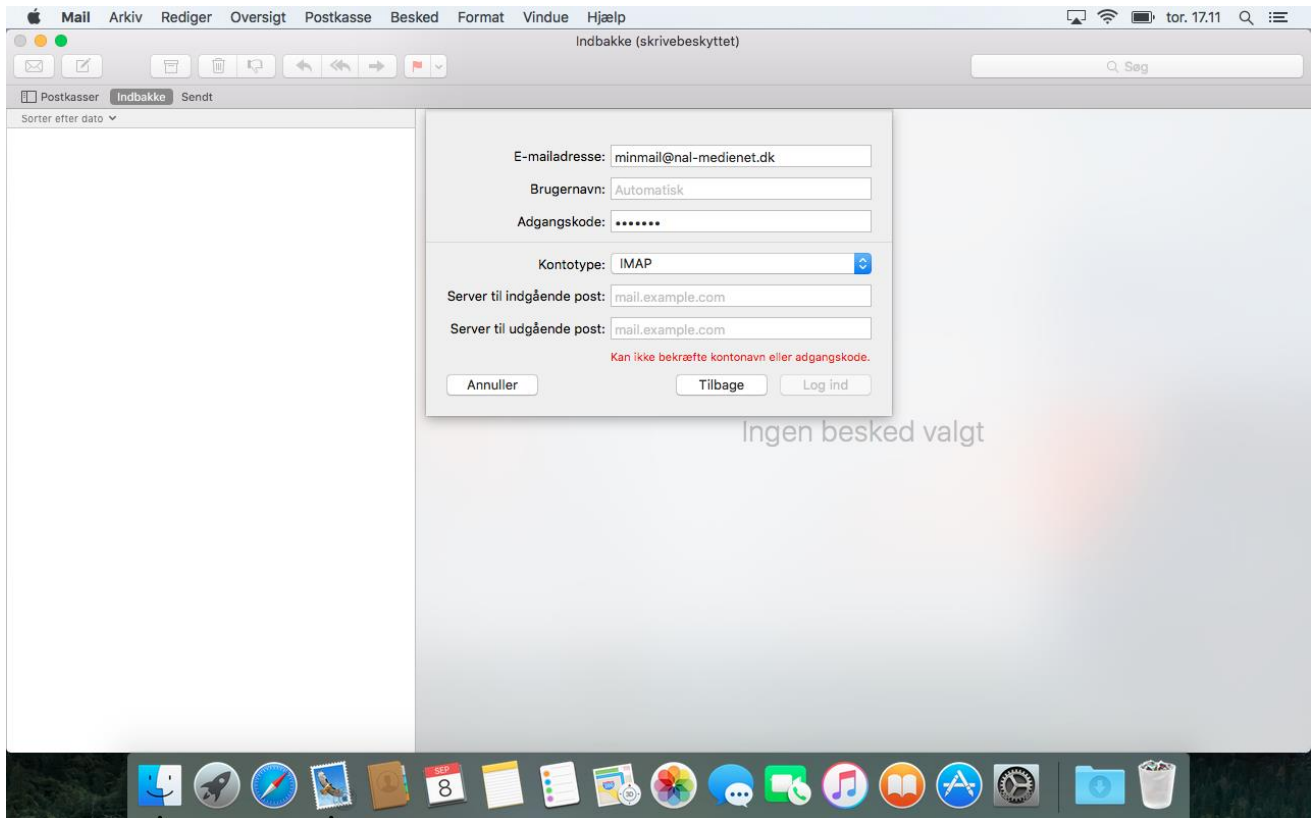 Mail Arkiv Rediger Oversigt Postkasse Besked Format Vindue Hjælp tor. 17.11
Indbakke (skrivebeskyttet)
Søg
Postkasser Indbakke Sendt
Sorter efter dato
E-mailadresse: minmail@nal-medienet.dk
Brugernavn: Automatisk
Adgangskode: •••••••
Kontotype: IMAP
Server til indgående post: mail.example.com
Server til udgående post: mail.example.com
Kan ikke bekræfte kontonavn eller adgangskode.
Annuller Tilbage Log ind
Ingen besked valgt
SEP
8
3D